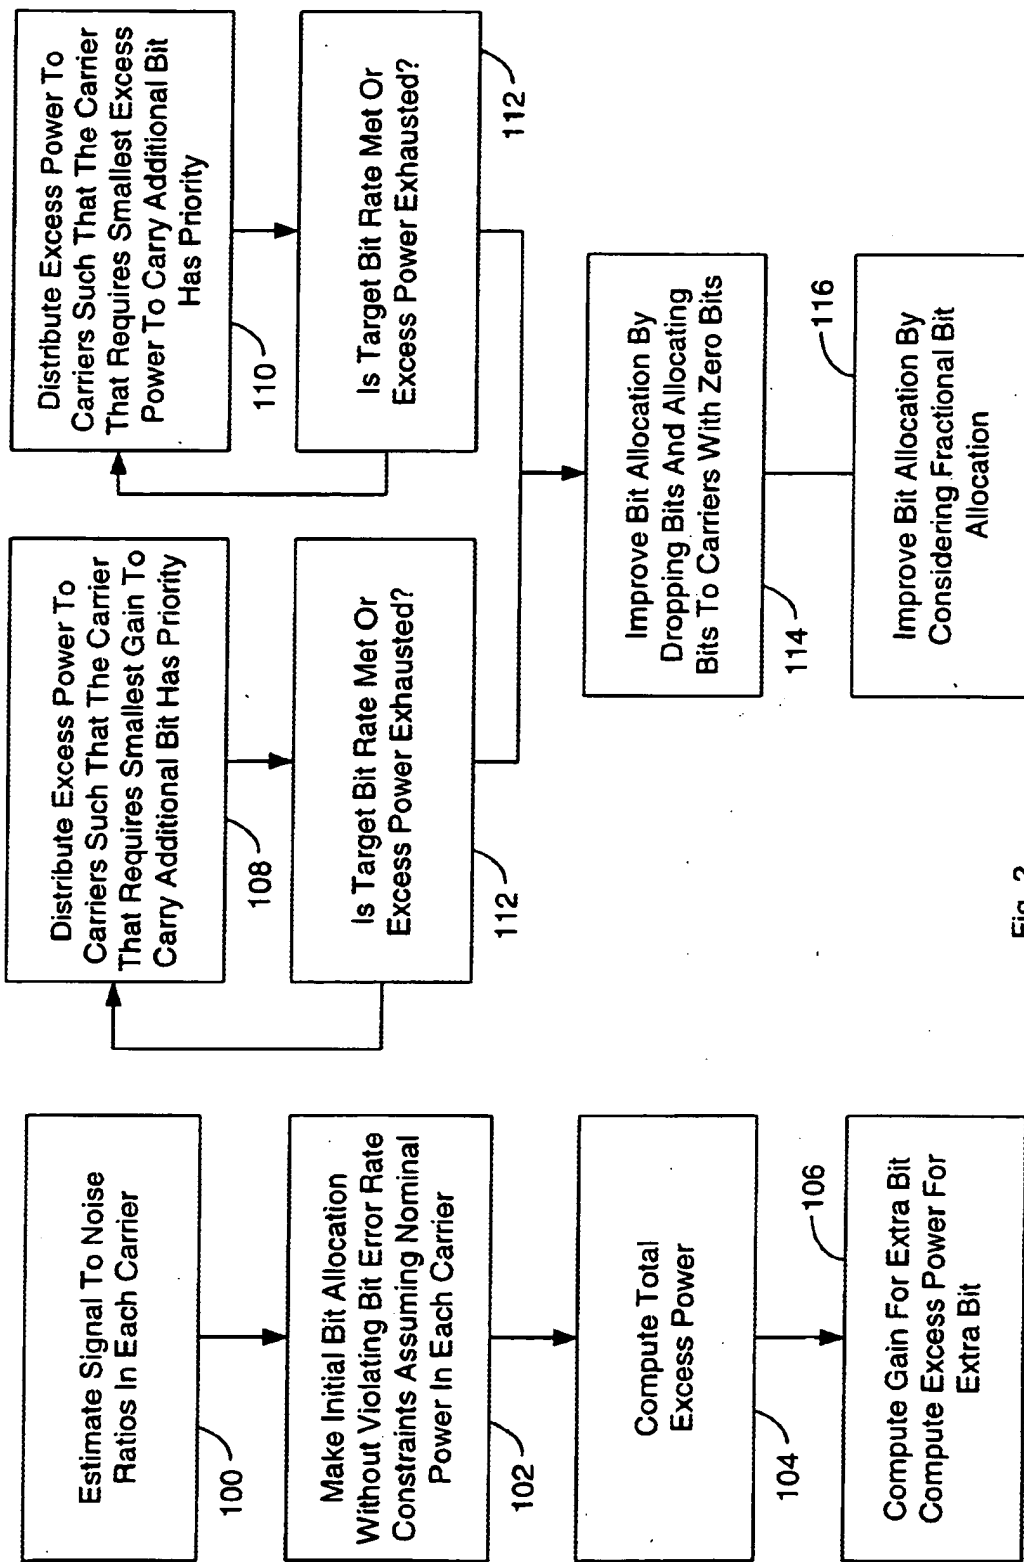 Estimate Signal To Noise
Ratios In Each Carrier
100
Make Initial Bit Allocation
Without Violating Bit Error Rate
Constraints Assuming Nominal
Power In Each Carrier
102
Compute Total
Excess Power
104
Compute Gain For Extra Bit
Compute Excess Power For
Extra Bit
106
Distribute Excess Power To
Carriers Such That The Carrier
That Requires Smallest Gain To
Carry Additional Bit Has Priority
108
Is Target Bit Rate Met Or
Excess Power Exhausted?
112
Distribute Excess Power To
Carriers Such That The Carrier
That Requires Smallest Excess
Power To Carry Additional Bit
Has Priority
110
Is Target Bit Rate Met Or
Excess Power Exhausted?
112
Improve Bit Allocation By
Dropping Bits And Allocating
Bits To Carriers With Zero Bits
114
Improve Bit Allocation By
Considering Fractional Bit
Allocation
116
Fig.